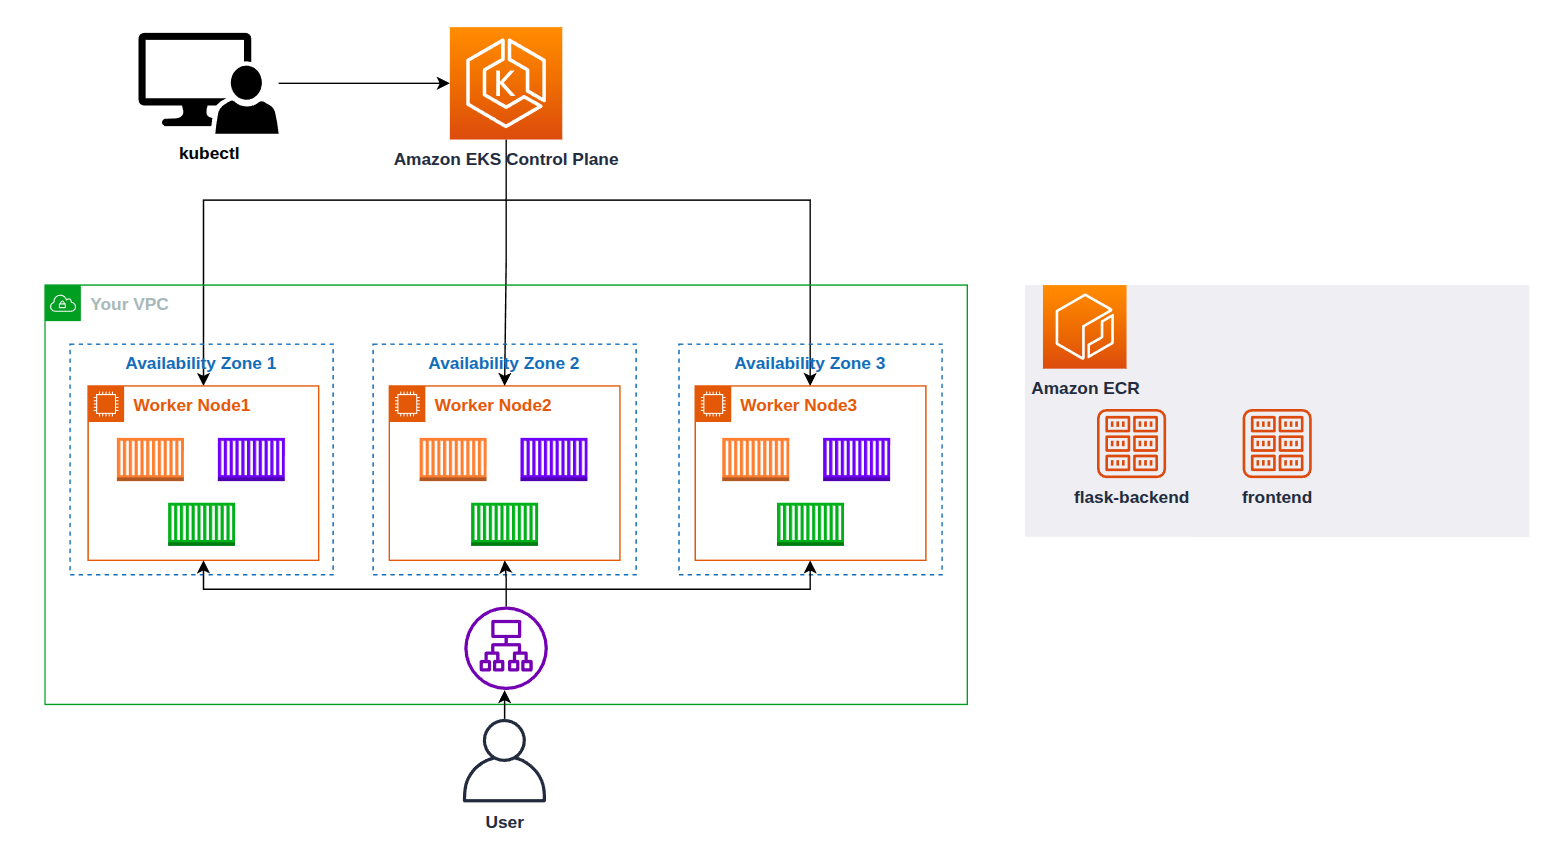 kubectl
Amazon EKS Control Plane
Your VPC
Availability Zone 1
Availability Zone 2
Availability Zone 3
Worker Node1
Worker Node2
Worker Node3
Amazon ECR
flask-backend
frontend
User